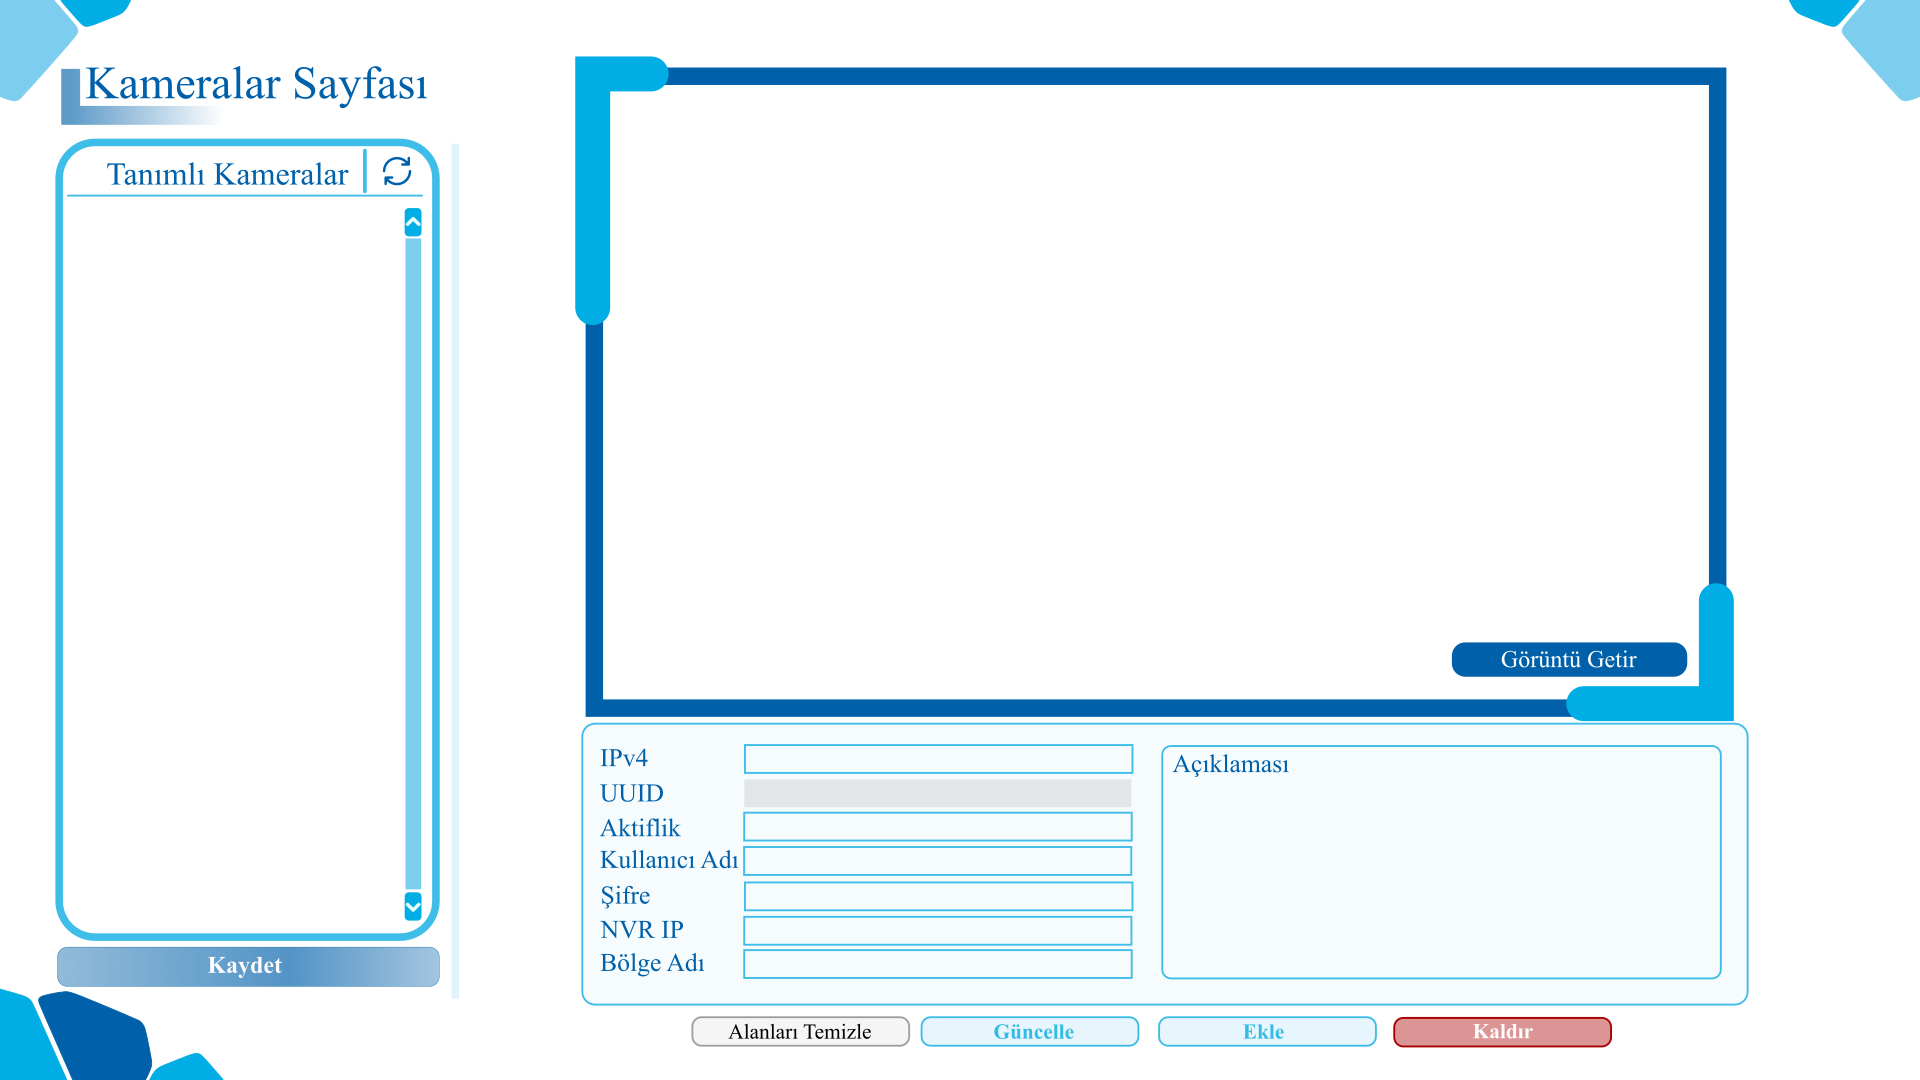 Kameralar Sayfası
Tanımlı Kameralar
Kaydet
Görüntü Getir
IPv4
UUID
Aktiflik
Kullanıcı Adı
Şifre
NVR IP
Bölge Adı
Açıklaması
Alanları Temizle
Güncelle
Ekle
Kaldır